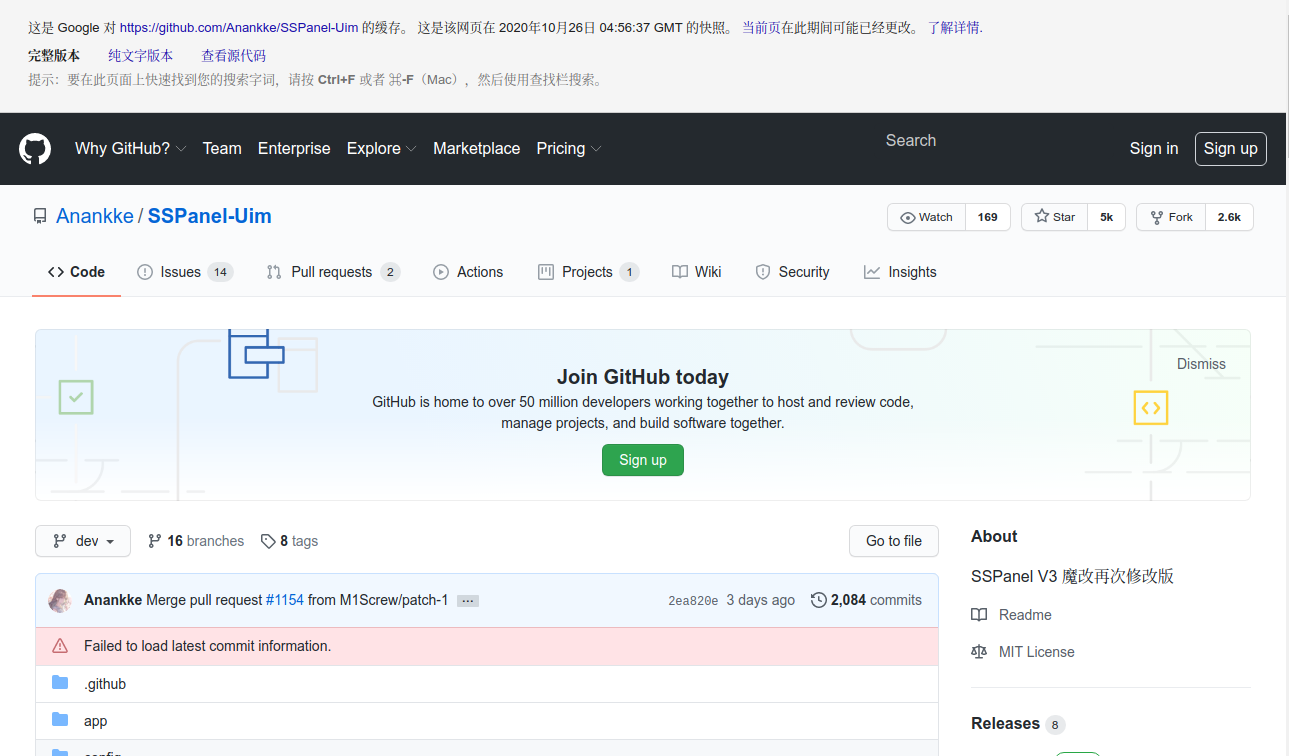 这是 Google 对 https://github.com/Anankke/SSPanel-Uim 的缓存。 这是该网页在 2020年10月26日 04:56:37 GMT 的快照。 当前页在此期间可能已经更改。 了解详情.
完整版本 纯文字版本 查看源代码
提示：要在此页面上快速找到您的搜索字词，请按 Ctrl+F 或者 ⌘-F（Mac），然后使用查找栏搜索。
Why GitHub? Team Enterprise Explore Marketplace Pricing Search Sign in Sign up
Anankke / SSPanel-Uim Watch 169 Star 5k Fork 2.6k
Code Issues 14 Pull requests 2 Actions Projects 1 Wiki Security Insights
Dismiss
Join GitHub today
GitHub is home to over 50 million developers working together to host and review code,
manage projects, and build software together.
Sign up
dev 16 branches 8 tags Go to file
Anankke Merge pull request #1154 from M1Screw/patch-1 ... 2ea820e 3 days ago 2,084 commits
Failed to load latest commit information.
.github
app
config
About
SSPanel V3 魔改再次修改版
Readme
MIT License
Releases 8